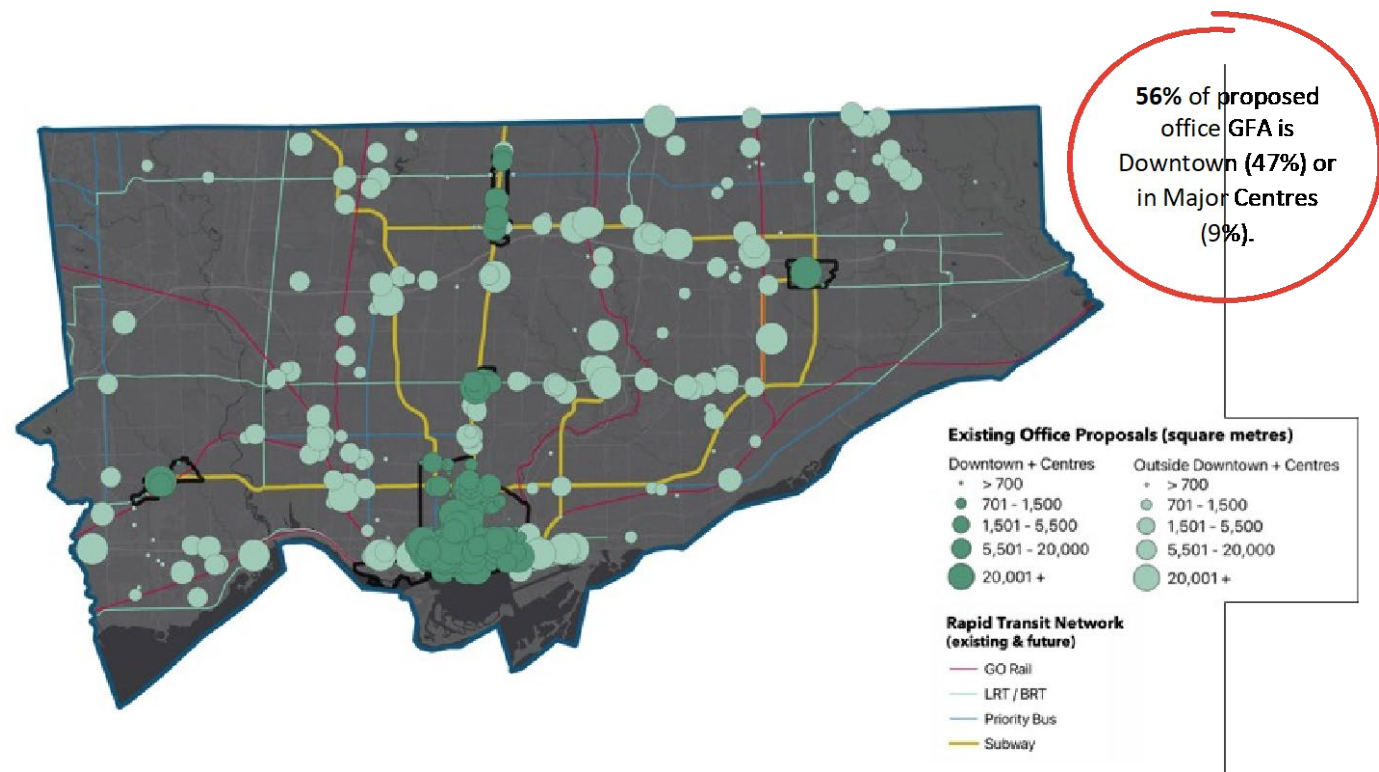 56% of proposed
office GFA is
Downtown (47%) or
in Major Centres
(9%).
Existing Office Proposals (square metres)
Downtown + Centres
> 700
701 - 1,500
1,501 - 5,500
5,501 - 20,000
20,001 +
Outside Downtown + Centres
> 700
701 - 1,500
1,501 - 5,500
5,501 - 20,000
20,001 +
Rapid Transit Network
(existing & future)
GO Rail
LRT / BRT
Priority Bus
Subway